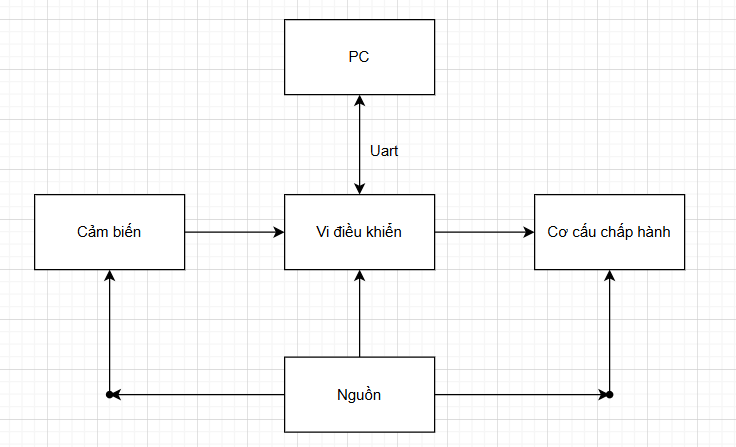 PC
Uart
Cảm biến
Vi điều khiển
Cơ cấu chấp hành
Nguồn